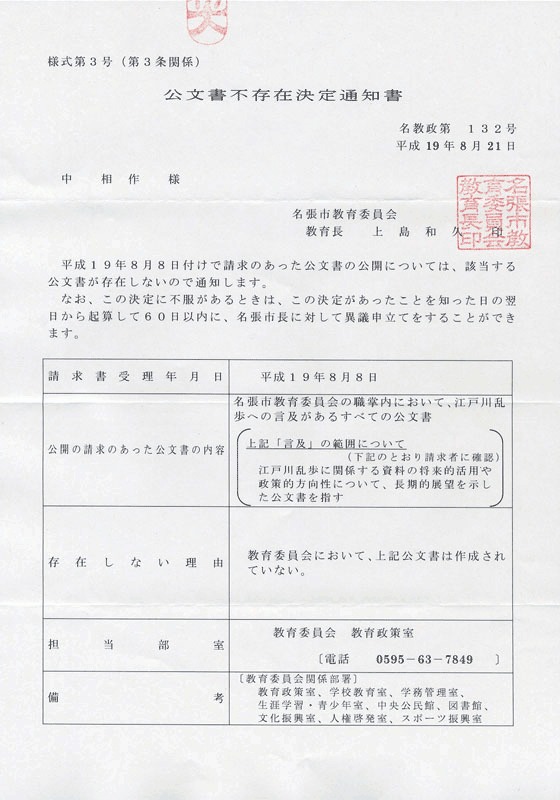 様式第3号(第3条関係)
公文書不存在決定通知書
名教政第 132号
平成19年8月21日
中 相作 様
名張市教育委員会
教育長 上島和久 印
名張市教育委員会教育長印
平成19年8月8日付けで請求のあった公文書の公開については、該当する
公文書が存在しないので通知します。
なお、この決定に不服があるときは、この決定があったことを知った日の翌
日から起算して60日以内に、名張市長に対して異議申立てをすることができ
ます。
請求書受理年月日
平成19年8月8日
公開の請求のあった公文書の内容
名張市教育委員会の職掌内において、江戸川乱
歩への言及があるすべての公文書
上記「言及」の範囲について
(下記のとおり請求者に確認)
江戸川乱歩に関係する資料の将来的活用や
政策的方向性について、長期的展望を示し
た公文書を指す
存在しない理由
教育委員会において、上記公文書は作成され
ていない。
担当部室
教育委員会 教育政策室
〔電話 0595-63-7849 〕
備考
〔教育委員会関係部署〕
教育政策室、学校教育室、学務管理室、
生涯学習・青少年室、中央公民館、図書館、
文化振興室、人権啓発室、スポーツ振興室